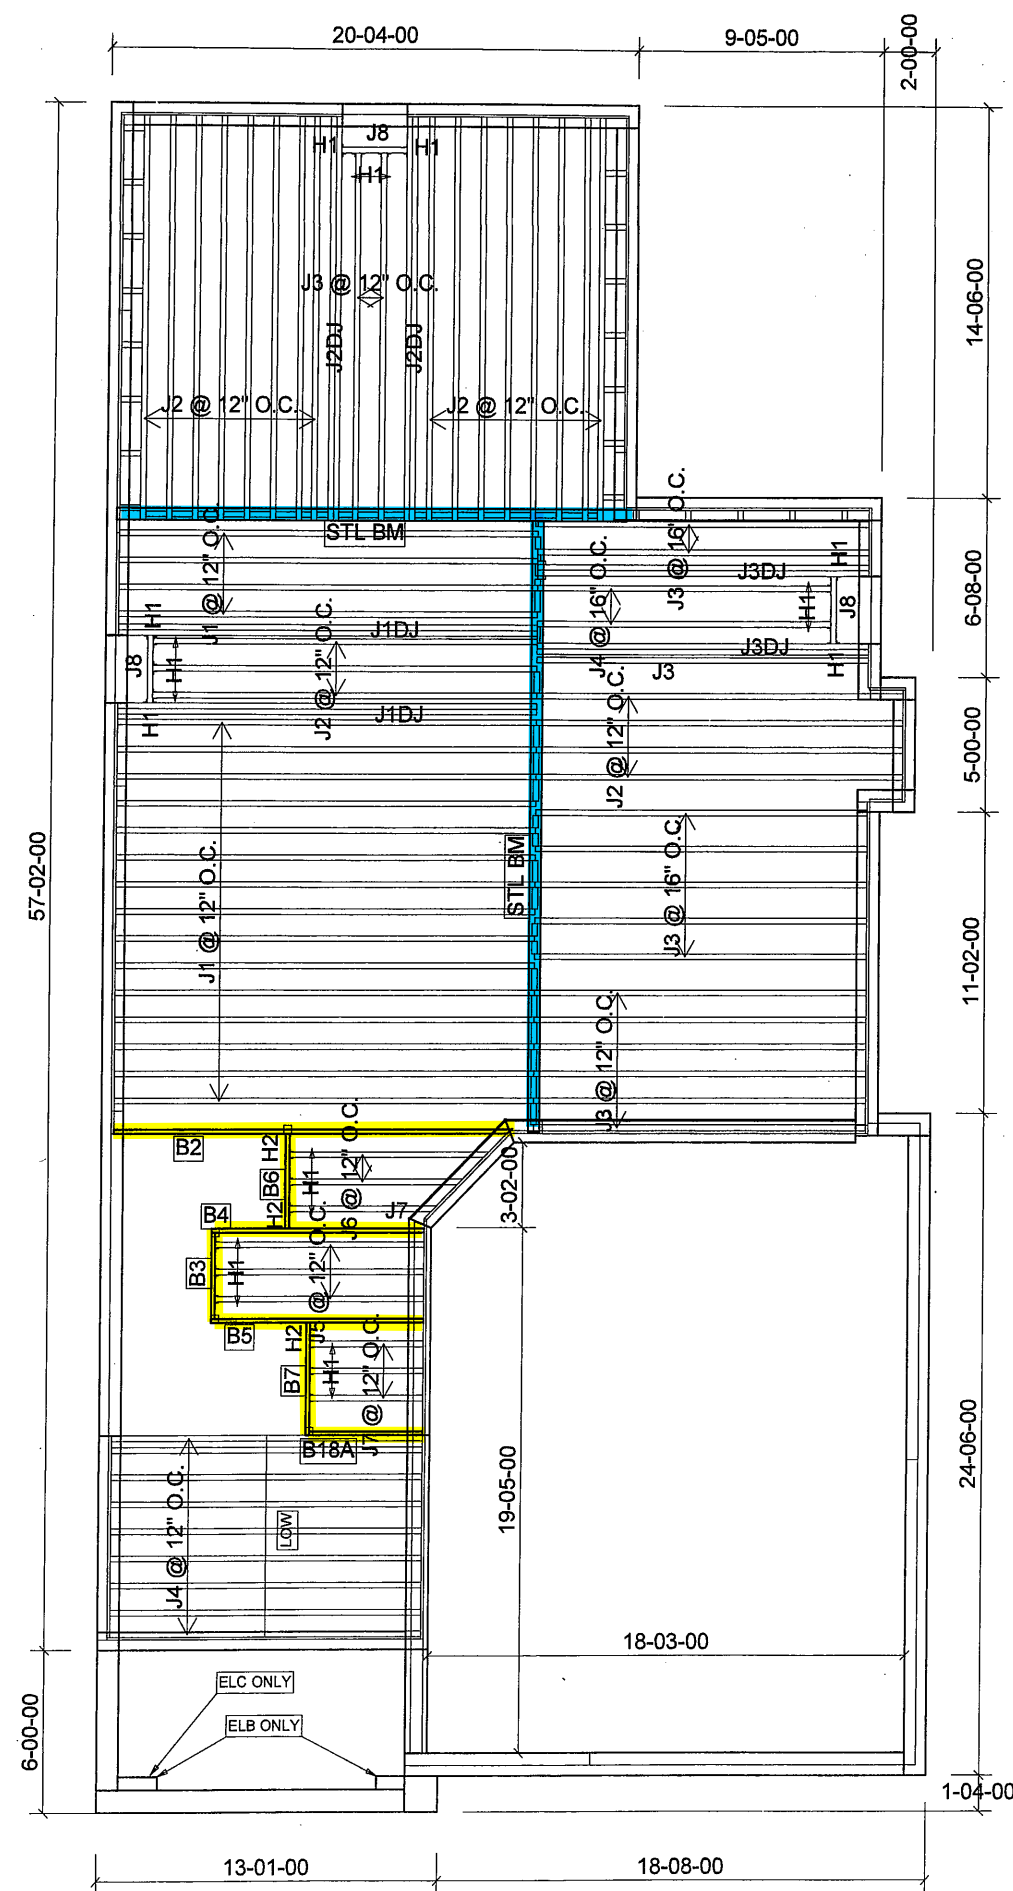 20-04-00
9-05-00
2-00-00
J8
H1
H1
H1
J3 @ 12" O.C.
J2DJ
J2DJ
14-06-00
J2 @ 12" O.C.
J2 @ 12" O.C.
STL BM
J1 @ 12" O.C.
J3 @ 16" O.C.
H1
J3DJ
J4 @ 16" O.C.
H1
J8
6-08-00
H1
J1DJ
J8
H1
J2 @ 12" O.C.
J3DJ
J3
H1
H1
J1DJ
J2 @ 12" O.C.
5-00-00
57-02-00
J1 @ 12" O.C.
STL BM
J3 @ 16" O.C.
11-02-00
J3 @ 12" O.C.
B2
H2
B6
H1
J6 @ 12" O.C.
3-02-00
H2
J7
B4
B3
H1
J5 @ 12" O.C.
B5
H2
B7
H1
J7 @ 12" O.C.
B18A
J4 @ 12" O.C.
LOW
19-05-00
24-06-00
18-03-00
6-00-00
ELC ONLY
ELB ONLY
1-04-00
13-01-00
18-08-00